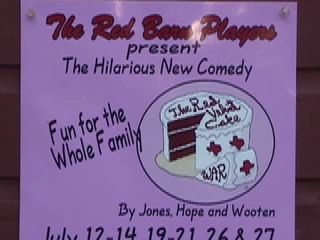 The Red Barn Players
present
The Hilarious New Comedy
Fun for the
Whole Family
The Red
Velvet
Cake
WAR
By Jones, Hope and Wooten
July 12-14, 19-21, 26 & 27